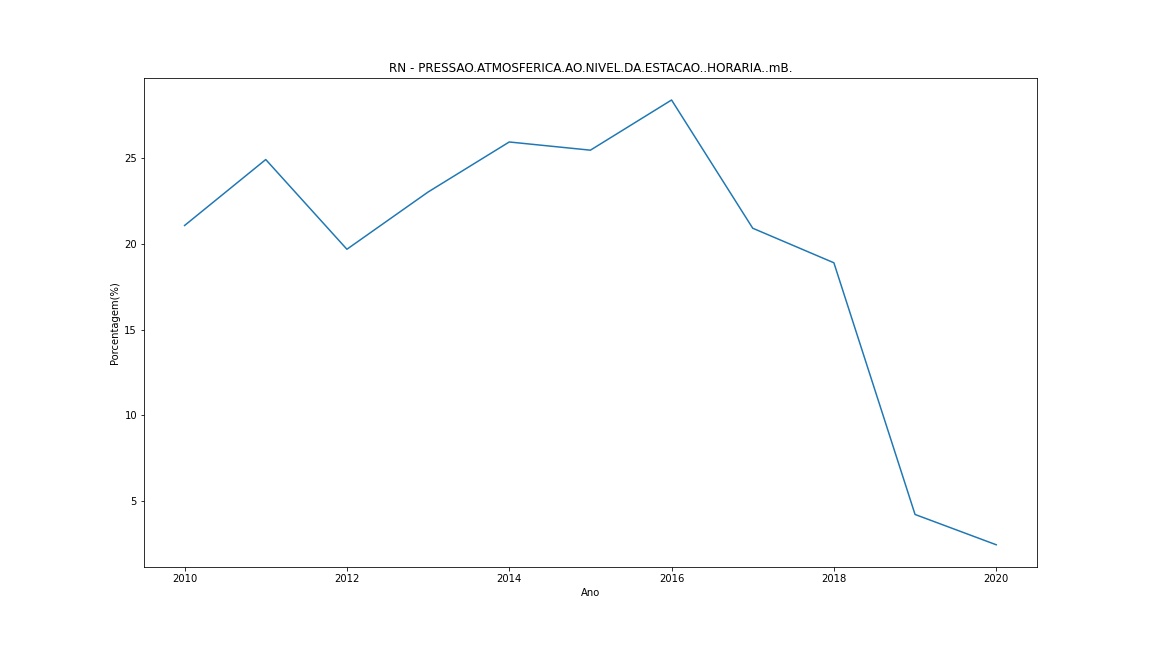 RN - PRESSAO.ATMOSFERICA.AO.NIVEL.DA.ESTACAO..HORARIA..mB.
Porcentagem(%)
25
20
15
10
5
2010 2012 2014 2016 2018 2020
Ano